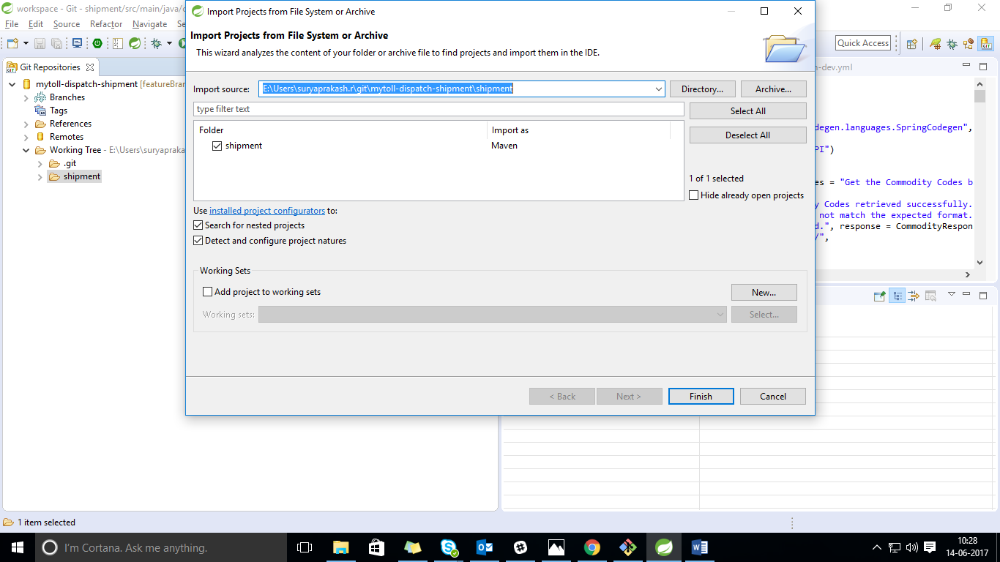 workspace - Git - shipment/src/main/java/c
Import Projects from File System or Archive
File Edit Source Refactor Navigate Se
Import Projects from File System or Archive
This wizard analyzes the content of your folder or archive file to find projects and import them in the IDE.
Quick Access
GIT
Git Repositories
n-dev.yml
mytoll-dispatch-shipment [featureBran
Branches
Tags
References
Remotes
Working Tree - E:\Users\suryapraka
.git
shipment
Import source: E:\Users\suryaprakash.r\git\mytoll-dispatch-shipment\shipment Directory... Archive...
type filter text
Select All
Folder Import as
Deselect All
shipment Maven
1 of 1 selected
Hide already open projects
Use installed project configurators to:
Search for nested projects
Detect and configure project natures
Working Sets
Add project to working sets New...
Working sets: Select...
< Back Next > Finish Cancel
degen.languages.SpringCodegen",
PI")
es = "Get the Commodity Codes b
y Codes retrieved successfully.
not match the expected format.
d.", response = CommodityRespon
/",
1 item selected
I'm Cortana. Ask me anything.
10:28
14-06-2017